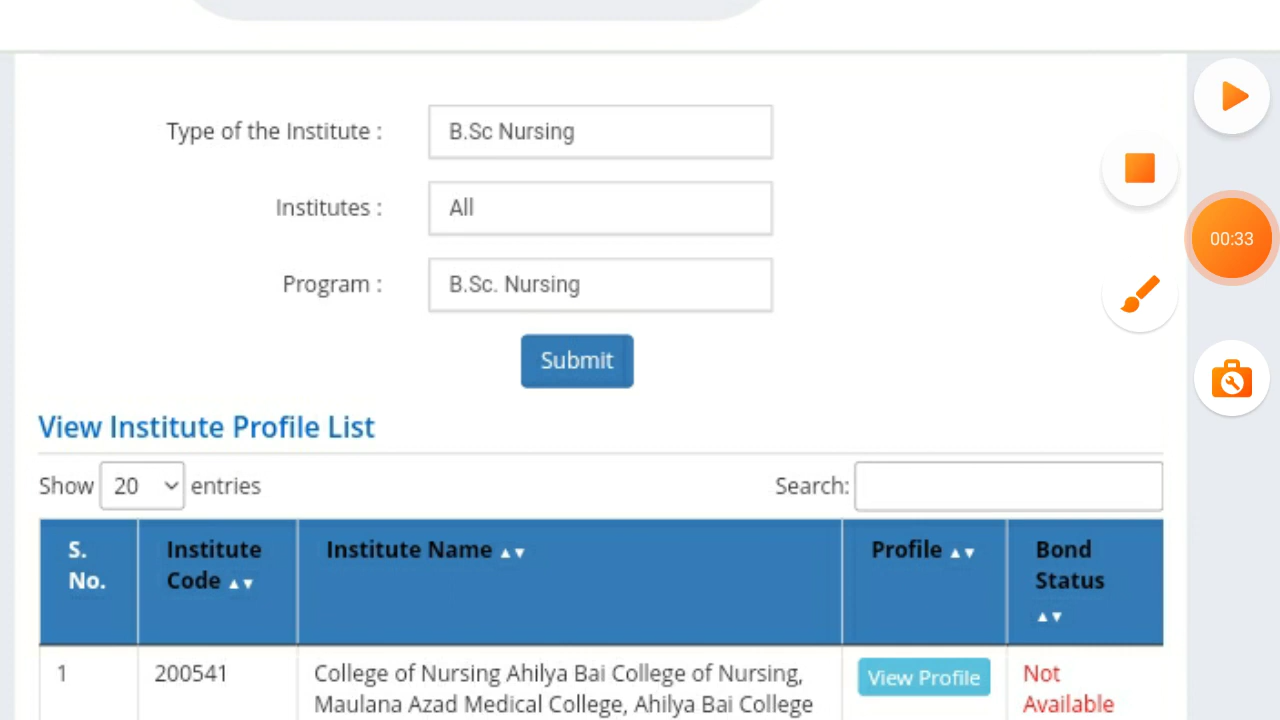 Type of the Institute : B.Sc Nursing
Institutes : All
Program : B.Sc. Nursing
Submit
00:33
View Institute Profile List
Show 20 entries Search:
S. No. Institute Code ▲▼ Institute Name ▲▼ Profile ▲▼ Bond Status ▲▼
1 200541 College of Nursing Ahilya Bai College of Nursing, View Profile Not
Maulana Azad Medical College, Ahilya Bai College Available